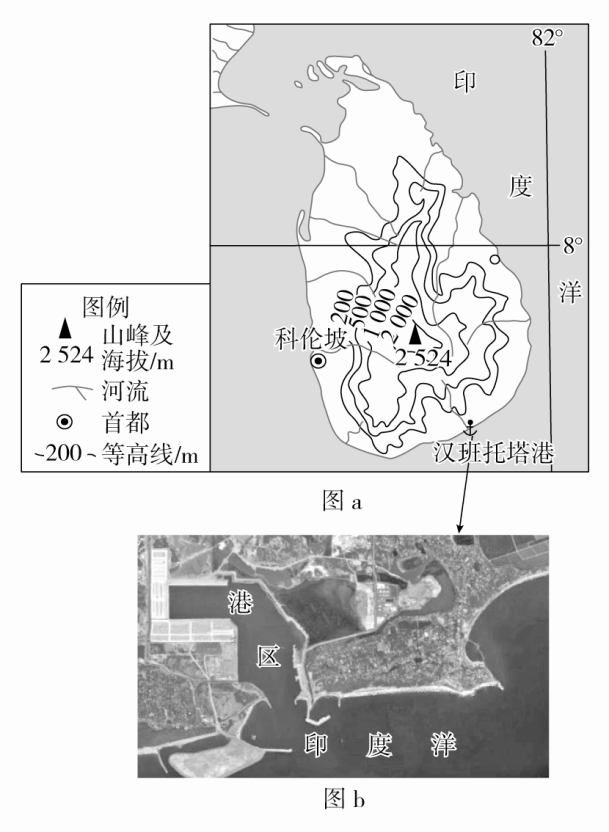 82°
印
度
洋
8°
200
500
1 000
2 000
科伦坡
2 524
汉班托塔港
图例
山峰及
2 524 海拔/m
河流
首都
200 等高线/m
图 a
港
区
印 度 洋
图 b